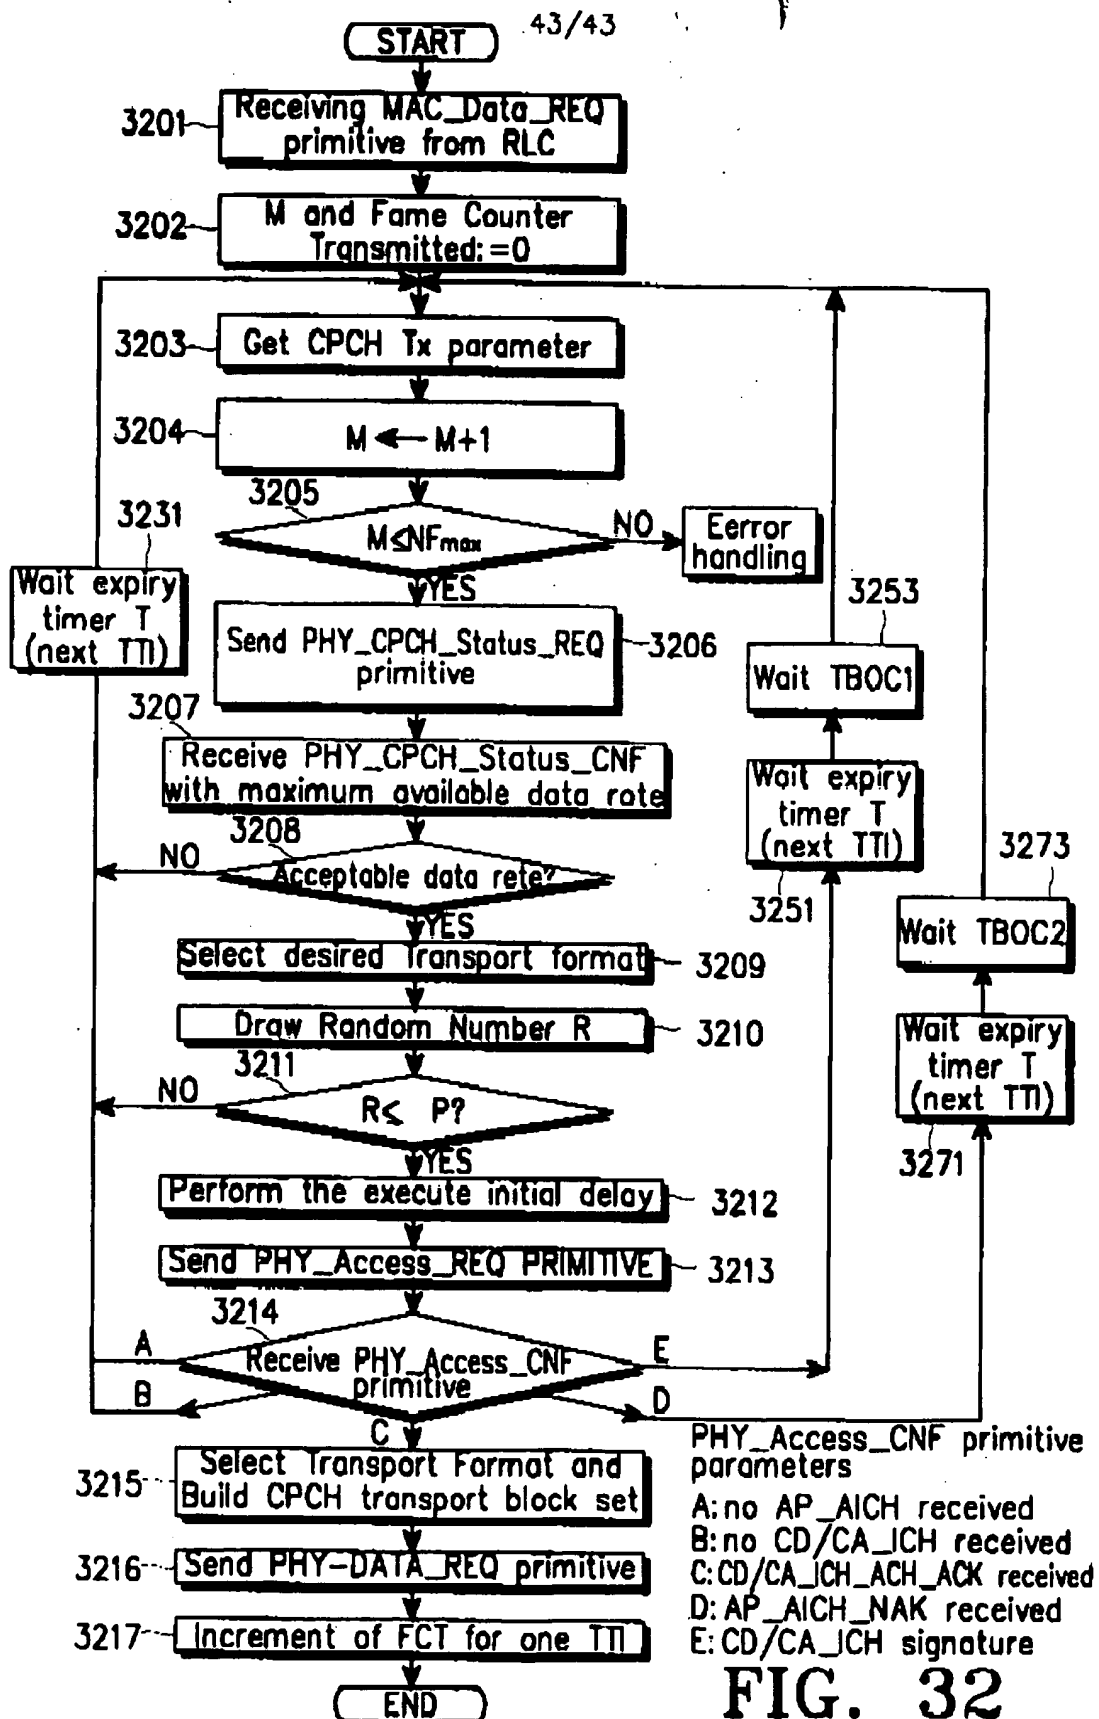 43/43
START
3201
Receiving MAC_Data_REQ
primitive from RLC
3202
M and Fame Counter
Transmitted:=0
3203
Get CPCH Tx parameter
3204
M ← M+1
3205
M≤NFmax
NO
Eerror
handling
YES
3231
Wait expiry
timer T
(next TTI)
Send PHY_CPCH_Status_REQ
primitive
3206
3207
Receive PHY_CPCH_Status_CNF
with maximum available data rate
3208
NO
Acceptable data rete?
YES
3253
Wait TBOC1
Wait expiry
timer T
(next TTI)
3251
3273
Wait TBOC2
Wait expiry
timer T
(next TTI)
3271
Select desired Transport format
3209
Draw Random Number R
3210
3211
NO
R≤ P?
YES
Perform the execute initial delay
3212
Send PHY_Access_REQ PRIMITIVE
3213
3214
A
Receive PHY_Access_CNF
primitive
E
B
D
C
3215
Select Transport Format and
Build CPCH transport block set
3216
Send PHY-DATA_REQ primitive
3217
Increment of FCT for one TTI
END
PHY_Access_CNF primitive
parameters
A:no AP_AICH received
B:no CD/CA_ICH received
C:CD/CA_ICH_ACH_ACK received
D:AP_AICH_NAK received
E:CD/CA_ICH signature
FIG. 32